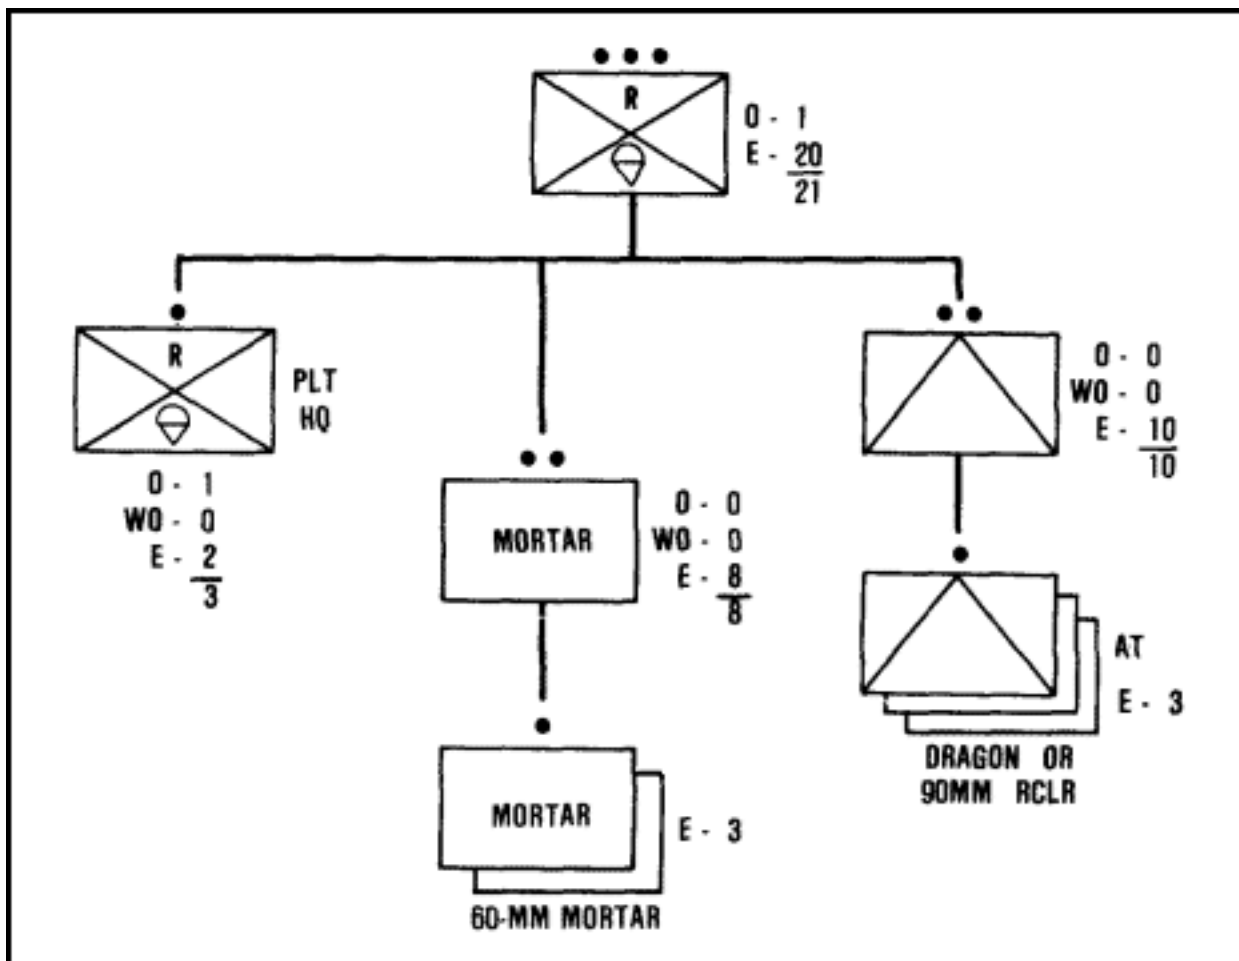 R
O - 1
E - 20
21
R
PLT
HQ
O - 1
WO - 0
E - 2
3
MORTAR
O - 0
WO - 0
E - 8
8
MORTAR
E - 3
60-MM MORTAR
O - 0
WO - 0
E - 10
10
AT
E - 3
DRAGON OR
90MM RCLR